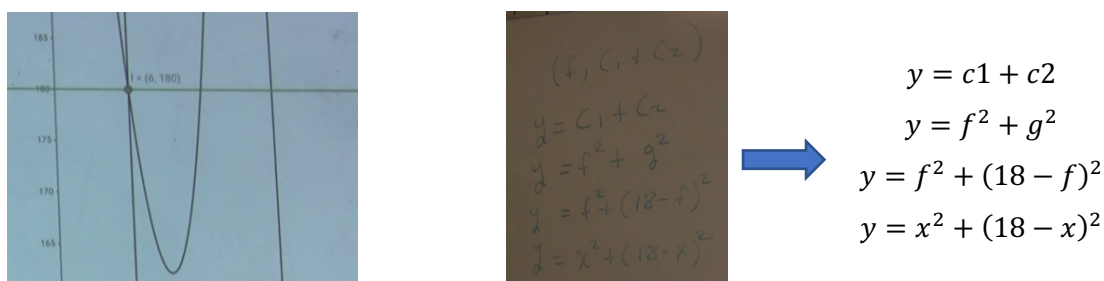 185
I = (6, 180)
180
175
170
165
(f, C₁ + C₂)
y = C₁ + C₂
y = f² + g²
y = f² + (18 - f)²
y = x² + (18 - x)²
y = c1 + c2
y = f² + g²
y = f² + (18 − f)²
y = x² + (18 − x)²